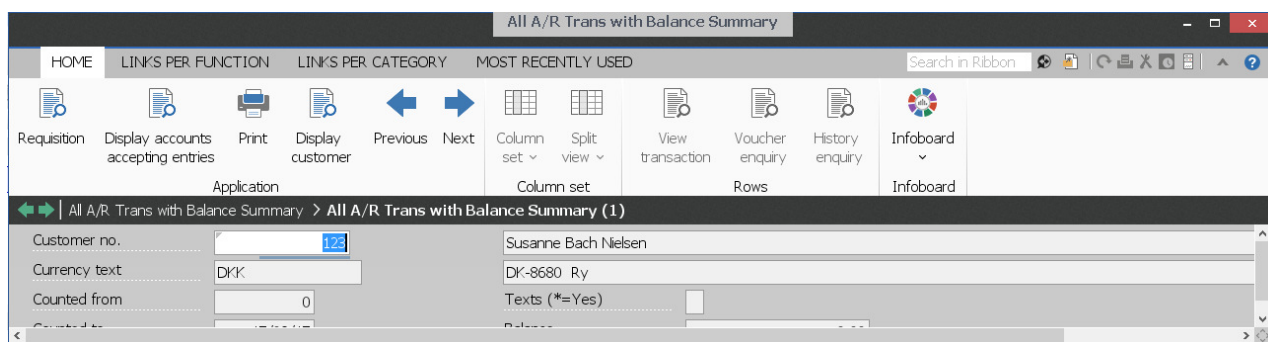 All A/R Trans with Balance Summary
HOME LINKS PER FUNCTION LINKS PER CATEGORY MOST RECENTLY USED Search in Ribbon
Requisition Display accounts accepting entries Print Display customer Previous Next Column set Split view View transaction Voucher enquiry History enquiry Infoboard
Application Column set Rows Infoboard
All A/R Trans with Balance Summary > All A/R Trans with Balance Summary (1)
Customer no. 123 Susanne Bach Nielsen
Currency text DKK DK-8680 Ry
Counted from 0 Texts (*=Yes)